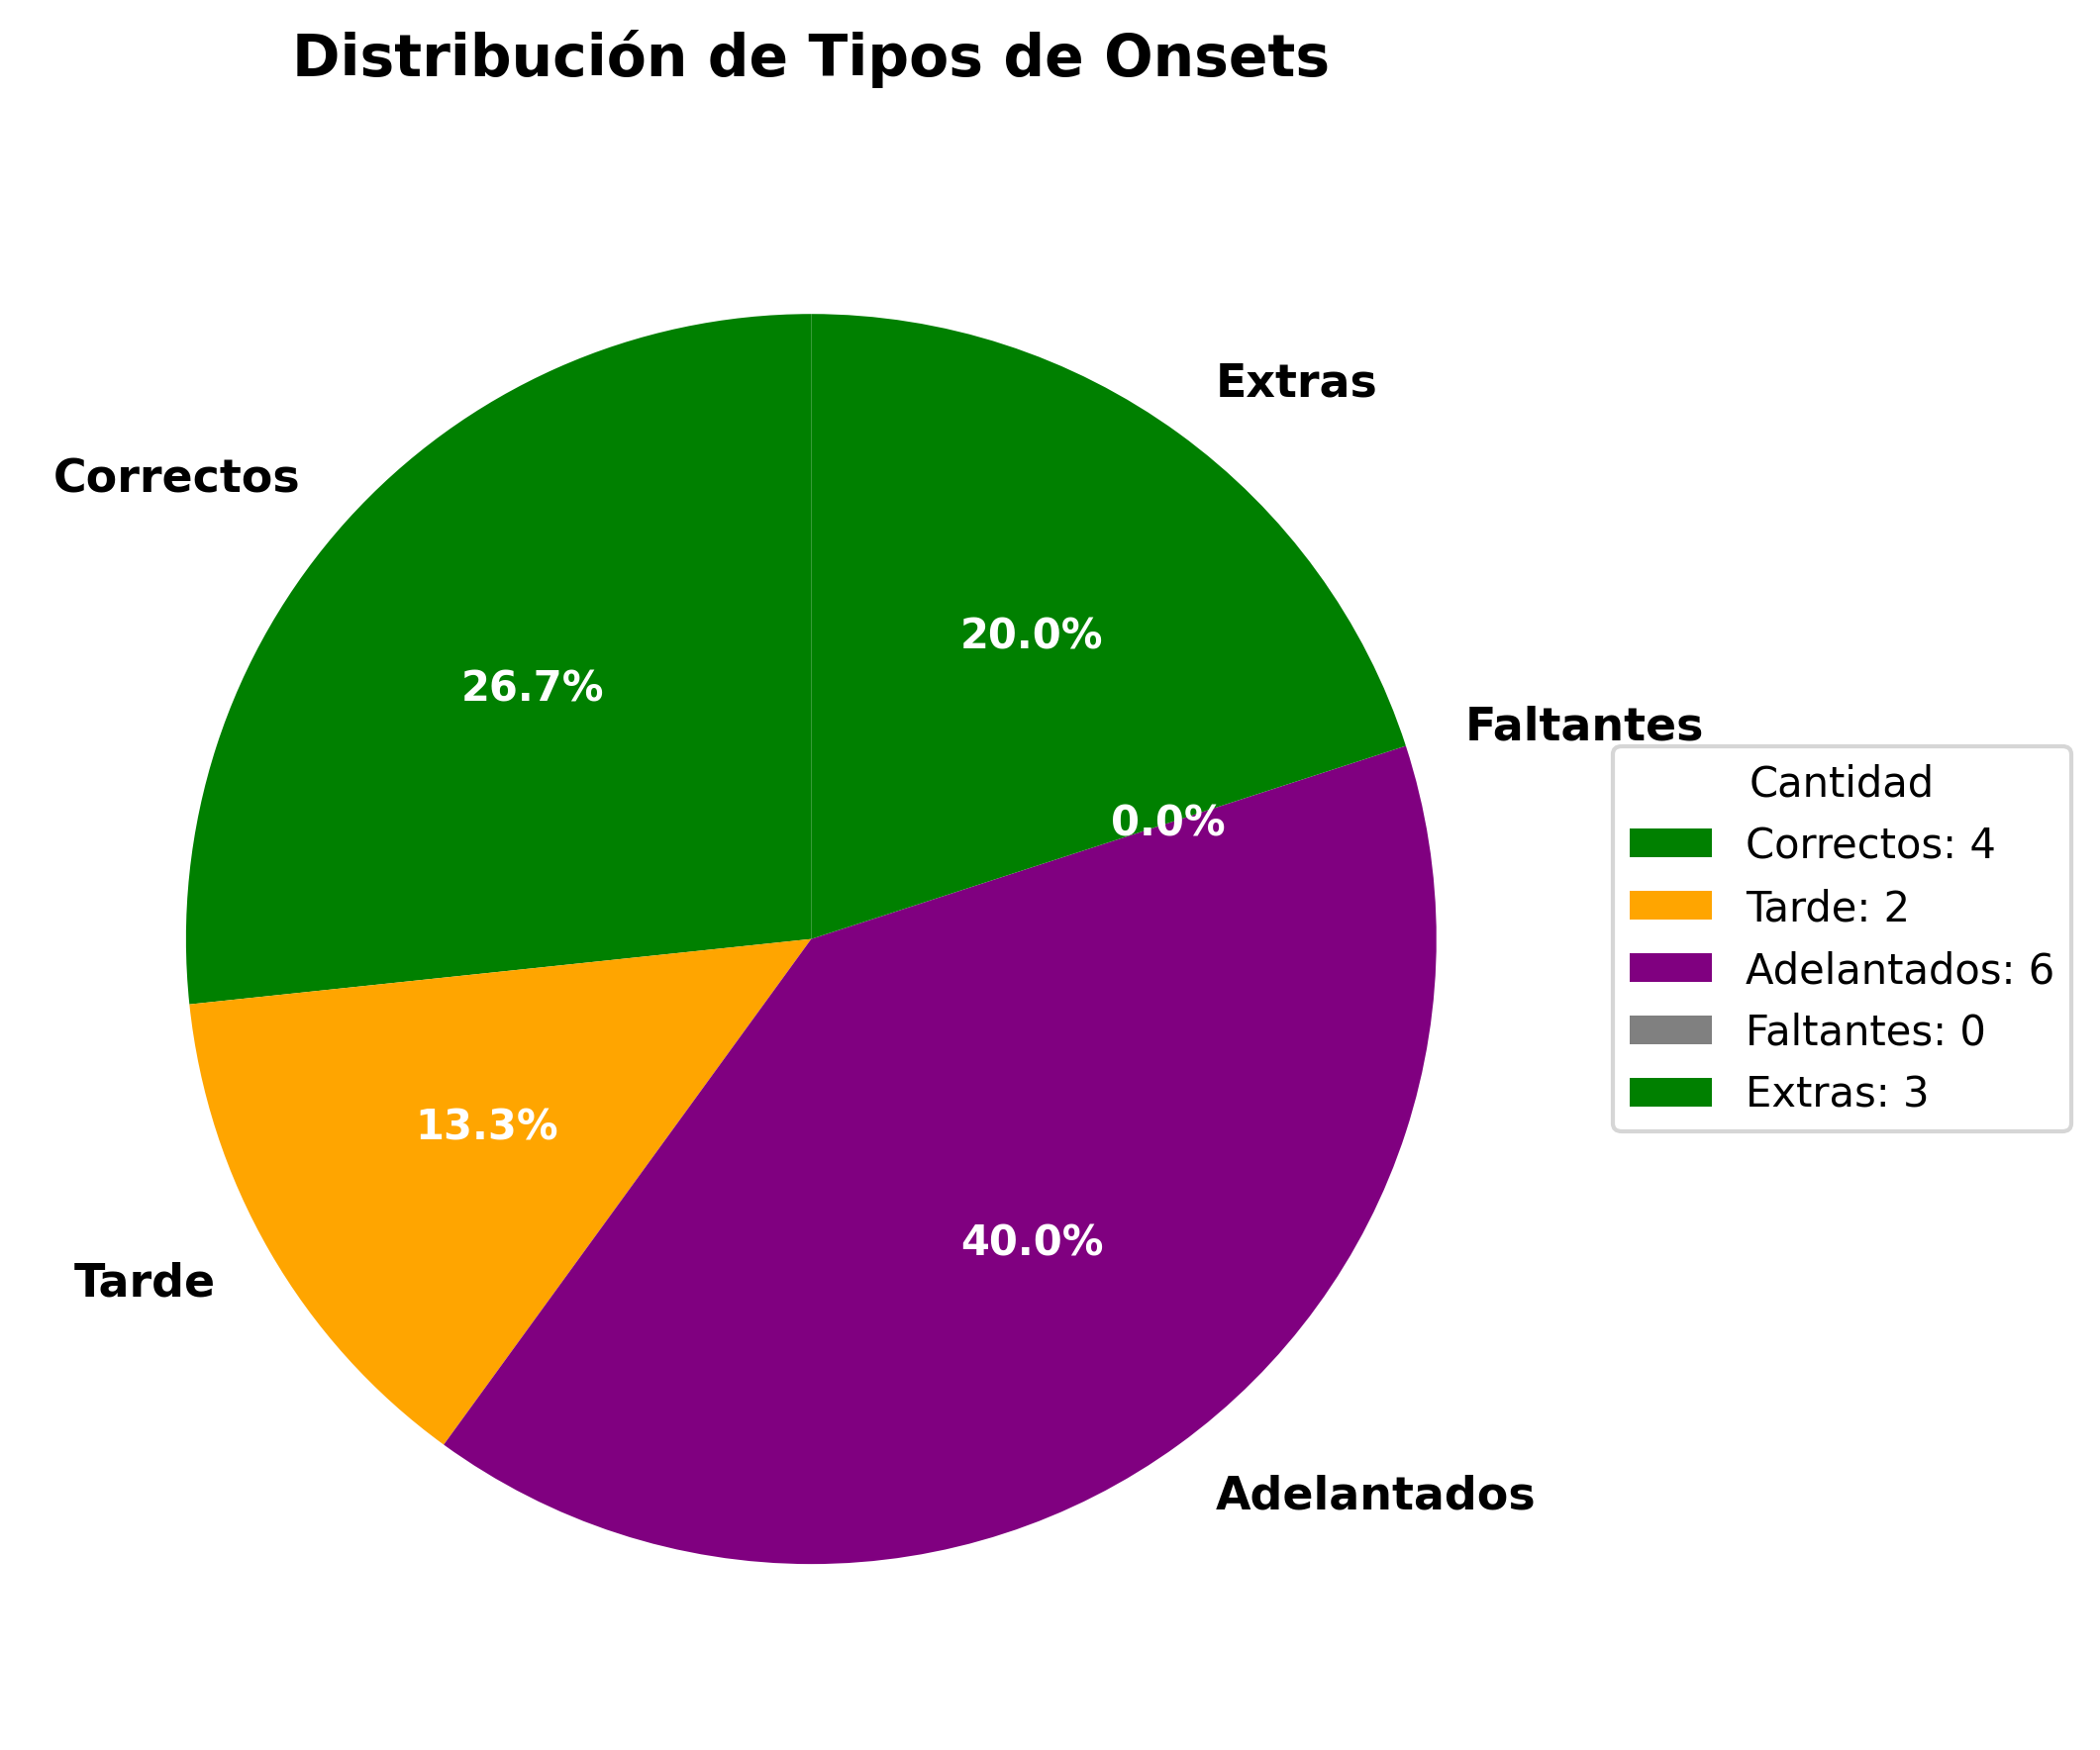 Distribución de Tipos de Onsets
Extras
Correctos
20.0%
26.7%
Faltantes
0.0%
Cantidad
Correctos: 4
Tarde: 2
Adelantados: 6
Faltantes: 0
Extras: 3
13.3%
40.0%
Tarde
Adelantados